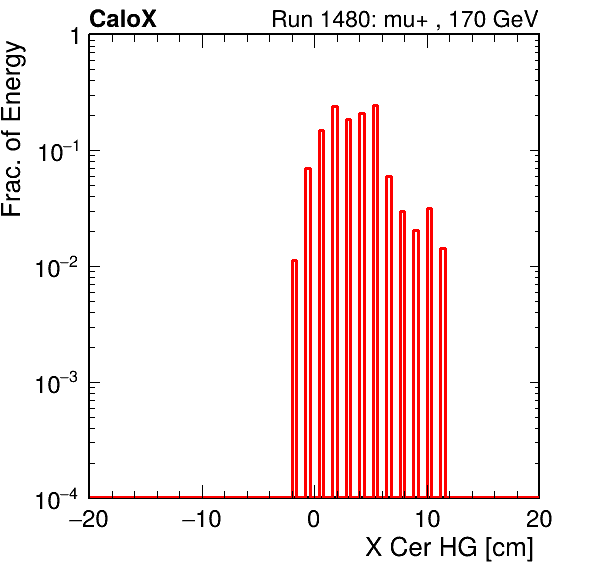 CaloX Run 1480: mu+ , 170 GeV
Frac. of Energy
1
10⁻¹
10⁻²
10⁻³
10⁻⁴
−20 −10 0 10 20
X Cer HG [cm]